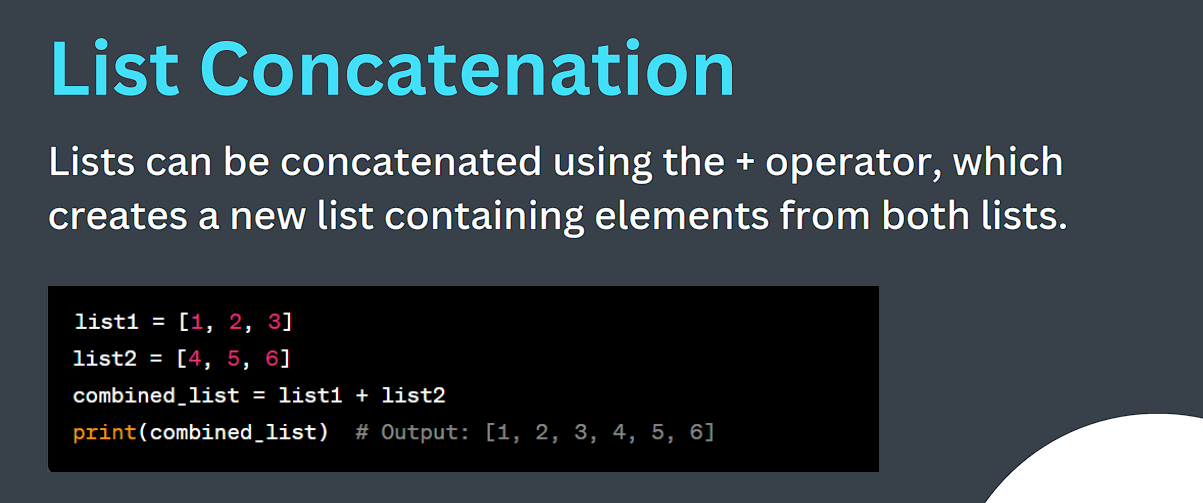 List Concatenation
Lists can be concatenated using the + operator, which
creates a new list containing elements from both lists.
list1 = [1, 2, 3]
list2 = [4, 5, 6]
combined_list = list1 + list2
print(combined_list)  # Output: [1, 2, 3, 4, 5, 6]